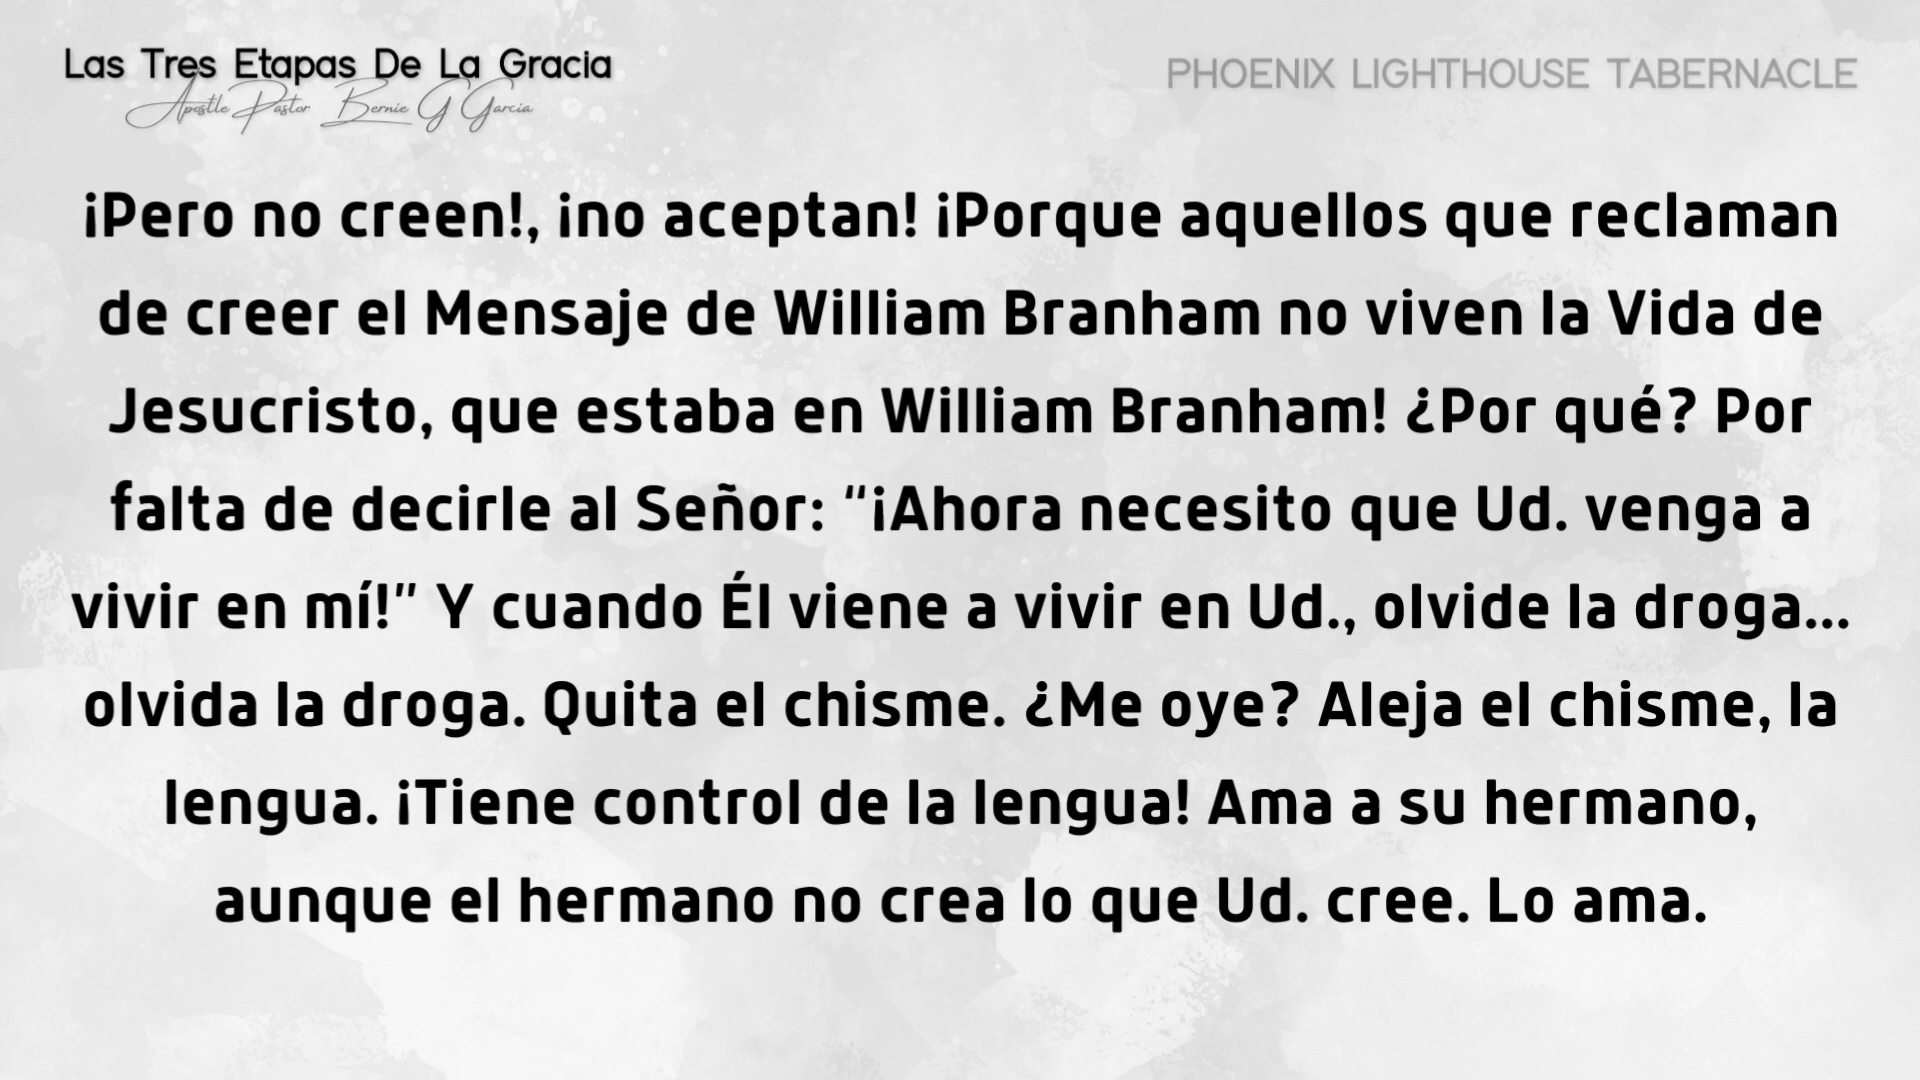 Las Tres Etapas De La Gracia
Apostle Pastor Bernie G Garcia
PHOENIX LIGHTHOUSE TABERNACLE
¡Pero no creen!, ¡no aceptan! ¡Porque aquellos que reclaman
de creer el Mensaje de William Branham no viven la Vida de
Jesucristo, que estaba en William Branham! ¿Por qué? Por
falta de decirle al Señor: "¡Ahora necesito que Ud. venga a
vivir en mí!" Y cuando Él viene a vivir en Ud., olvide la droga...
olvida la droga. Quita el chisme. ¿Me oye? Aleja el chisme, la
lengua. ¡Tiene control de la lengua! Ama a su hermano,
aunque el hermano no crea lo que Ud. cree. Lo ama.